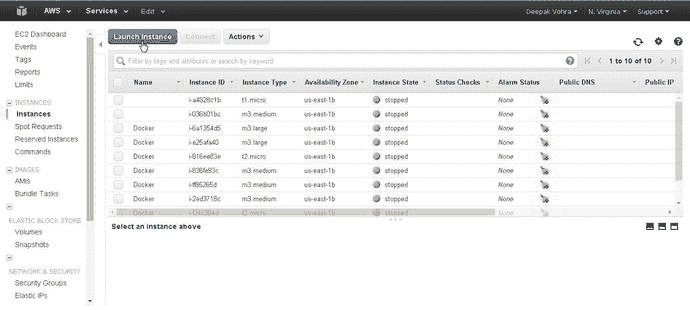 AWS Services Edit Deepak Vohra N. Virginia Support
EC2 Dashboard
Events
Tags
Reports
Limits
INSTANCES
Instances
Spot Requests
Reserved Instances
Commands
IMAGES
AMIs
Bundle Tasks
ELASTIC BLOCK STORE
Volumes
Snapshots
NETWORK & SECURITY
Security Groups
Elastic IPs
Launch Instance Connect Actions
Filter by tags and attributes or search by keyword 1 to 10 of 10
Name Instance ID Instance Type Availability Zone Instance State Status Checks Alarm Status Public DNS Public IP
i-a4828c1b t1.micro us-east-1b stopped None
i-036b01bc m3.medium us-east-1b stopped None
Docker i-6a1354d5 m3.large us-east-1b stopped None
Docker i-e25afa40 m3.large us-east-1b stopped None
Docker i-816ee83e t2.micro us-east-1b stopped None
Docker i-836fe93c m3.medium us-east-1b stopped None
Docker i-ff85265d m3.medium us-east-1b stopped None
Docker i-2ed3718c m3.medium us-east-1b stopped None
Docker t2.micro us-east-1b stopped None
Select an instance above